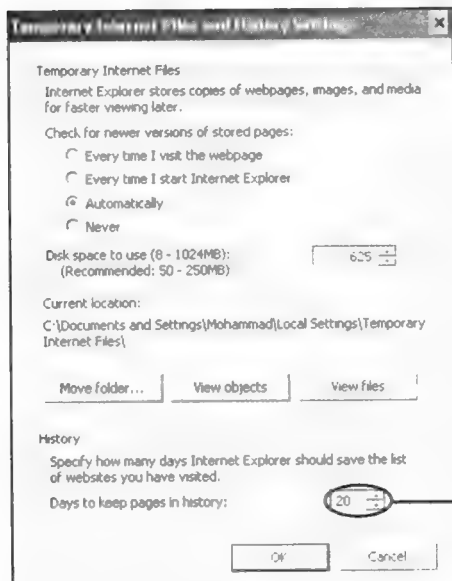 Temporary Internet Files and History Settings
Temporary Internet Files
Internet Explorer stores copies of webpages, images, and media
for faster viewing later.
Check for newer versions of stored pages:
Every time I visit the webpage
Every time I start Internet Explorer
Automatically
Never
Disk space to use (8 - 1024MB): 625
(Recommended: 50 - 250MB)
Current location:
C:\Documents and Settings\Mohammad\Local Settings\Temporary
Internet Files\
Move folder... View objects View files
History
Specify how many days Internet Explorer should save the list
of websites you have visited.
Days to keep pages in history: 20
OK Cancel